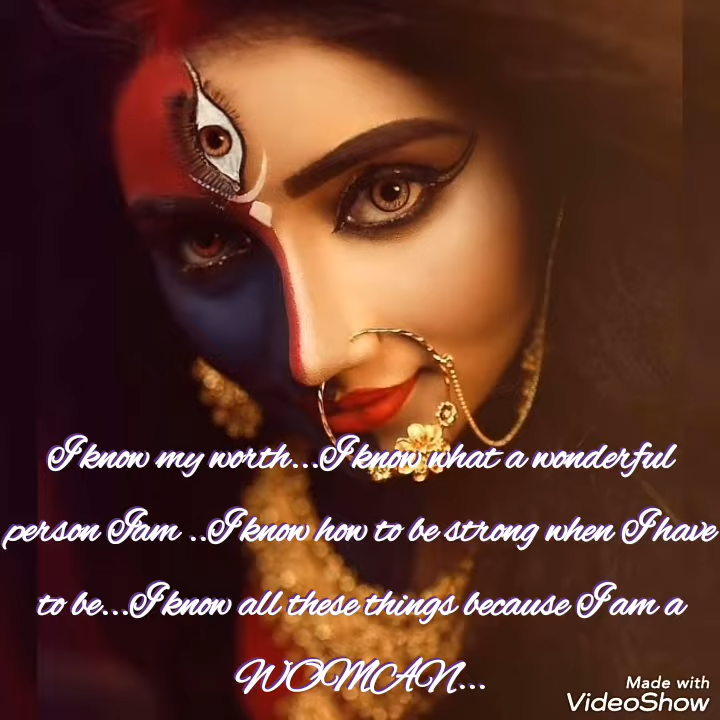 I know my worth...I know what a wonderful
person Iam ..I know how to be strong when I have
to be...I know all these things because I am a
WOMAN...
Made with
VideoShow